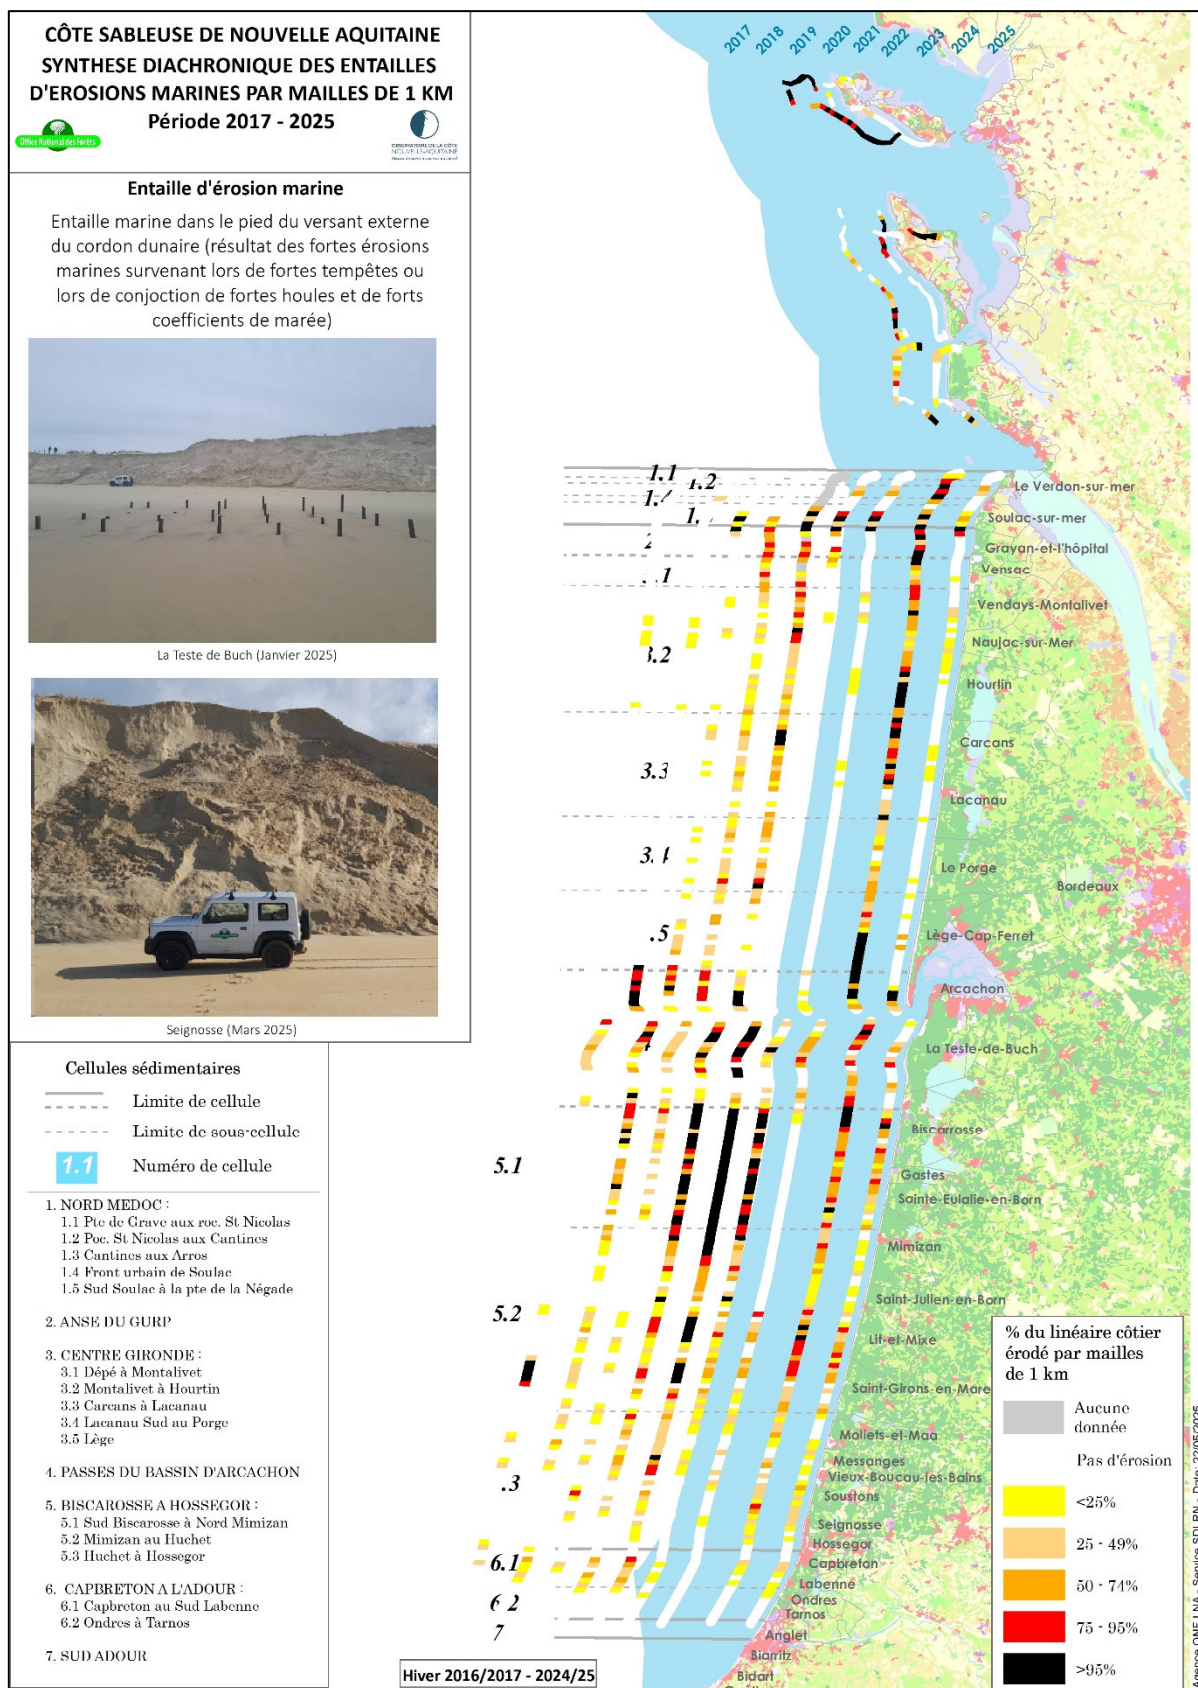 CÔTE SABLEUSE DE NOUVELLE AQUITAINE
SYNTHESE DIACHRONIQUE DES ENTAILLES
D'EROSIONS MARINES PAR MAILLES DE 1 KM
Période 2017 - 2025
Office National des Forêts
OBSERVATOIRE DE LA CÔTE
NOUVELLE-AQUITAINE
Entaille d'érosion marine
Entaille marine dans le pied du versant externe
du cordon dunaire (résultat des fortes érosions
marines survenant lors de fortes tempêtes ou
lors de conjoction de fortes houles et de forts
coefficients de marée)
La Teste de Buch (Janvier 2025)
Seignosse (Mars 2025)
Cellules sédimentaires
Limite de cellule
Limite de sous-cellule
1.1 Numéro de cellule
1. NORD MEDOC :
1.1 Pte de Grave aux roc. St Nicolas
1.2 Poc. St Nicolas aux Cantines
1.3 Cantines aux Arros
1.4 Front urbain de Soulac
1.5 Sud Soulac à la pte de la Négade
2. ANSE DU GURP
3. CENTRE GIRONDE :
3.1 Dépé à Montalivet
3.2 Montalivet à Hourtin
3.3 Carcans à Lacanau
3.4 Lacanau Sud au Porge
3.5 Lège
4. PASSES DU BASSIN D'ARCACHON
5. BISCAROSSE A HOSSEGOR :
5.1 Sud Biscarosse à Nord Mimizan
5.2 Mimizan au Huchet
5.3 Huchet à Hossegor
6. CAPBRETON A L'ADOUR :
6.1 Capbreton au Sud Labenne
6.2 Ondres à Tarnos
7. SUD ADOUR
2017
2018
2019
2020
2021
2022
2023
2024
2025
1.1
1.2
3.3
5.1
5.2
6.1
7
Le Verdon-sur-mer
Soulac-sur-mer
Grayan-et-l'hôpital
Vensac
Vendays-Montalivet
Naujac-sur-Mer
Hourtin
Carcans
Lacanau
Le Porge
Bordeaux
Lège-Cap-Ferret
Arcachon
La Teste-de-Buch
Biscarrosse
Gastes
Sainte-Eulalie-en-Born
Mimizan
Saint-Julien-en-Born
Lit-et-Mixe
Saint-Girons-en-Mare
Moliets-et-Maa
Messanges
Vieux-Boucau-les-Bains
Soustons
Seignosse
Hossegor
Capbreton
Labenne
Ondres
Tarnos
Anglet
Biarritz
Bidart
Hiver 2016/2017 - 2024/25
% du linéaire côtier
érodé par mailles
de 1 km
Aucune
donnée
Pas d'érosion
<25%
25 - 49%
50 - 74%
75 - 95%
>95%